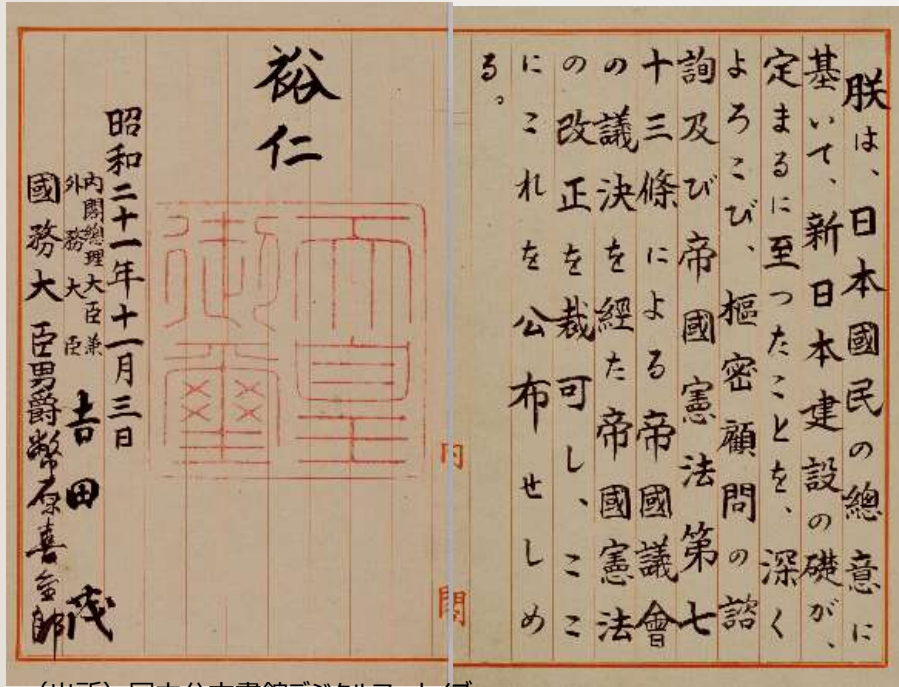 朕は、日本國民の總意に
基いて、新日本建設の礎が、
定まるに至つたことを、深く
よろこび、樞密顧問の諮
詢及び帝國憲法第七
十三條による帝國議會
の議決を經た帝國憲法
の改正を裁可し、ここ
にこれを公布せしめ
る。
裕仁
天皇
御璽
昭和二十一年十一月三日
内閣總理大臣兼
外務大臣
吉田茂
國務大臣男爵幣原喜重郎
内閣